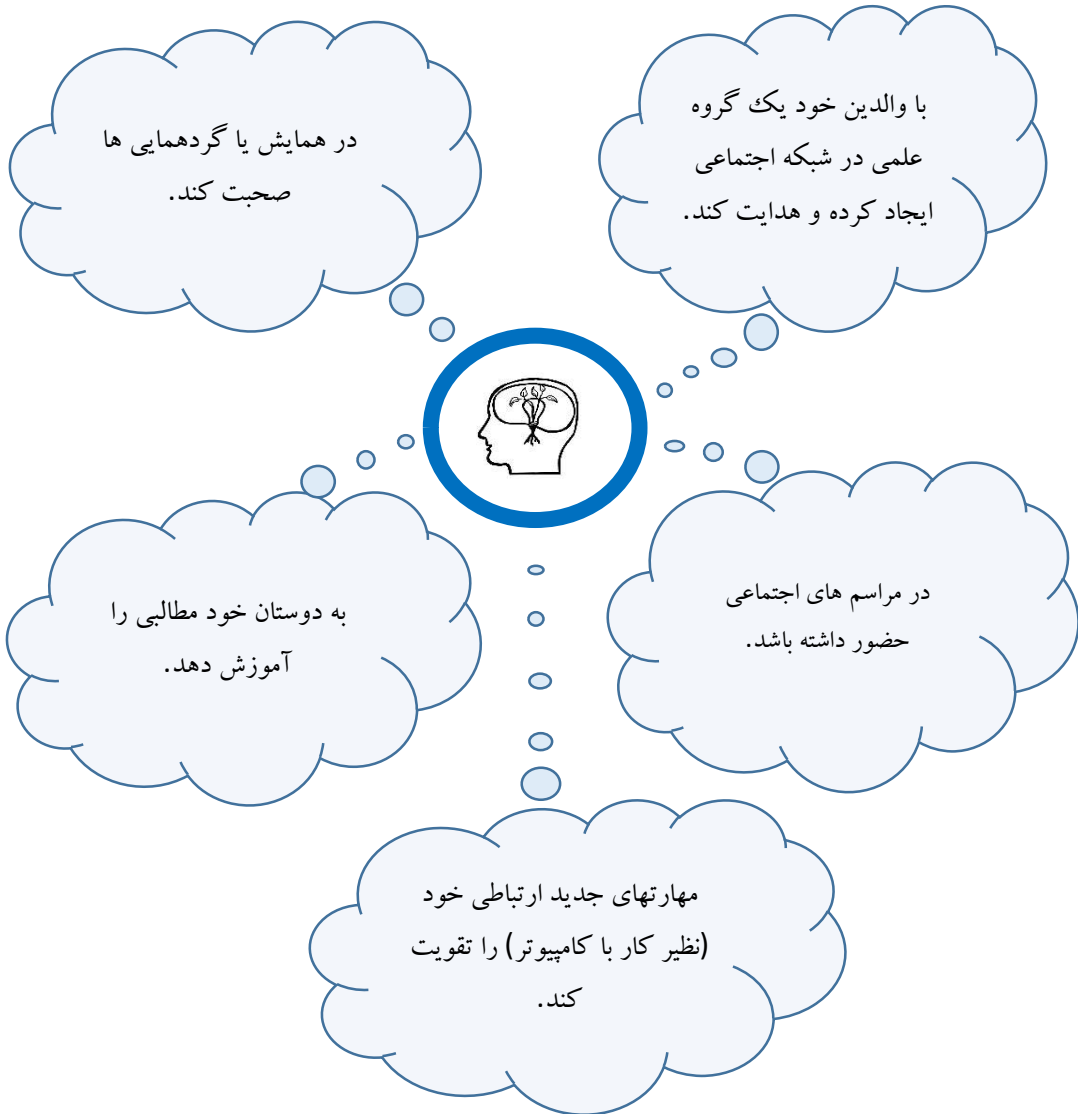 با والدین خود یک گروه
علمی در شبکه اجتماعی
ایجاد کرده و هدایت کند.
در همایش یا گردهمایی ها
صحبت کند.
در مراسم های اجتماعی
حضور داشته باشد.
به دوستان خود مطالبی را
آموزش دهد.
مهارتهای جدید ارتباطی خود
(نظیر کار با کامپیوتر) را تقویت
کند.